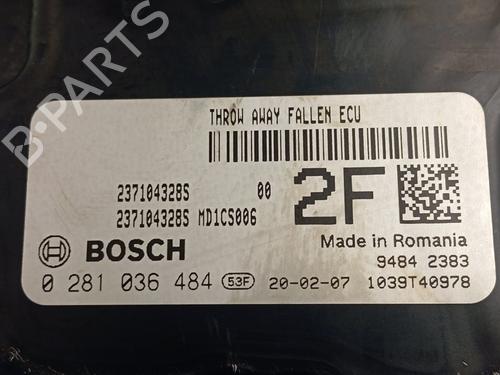 THROW AWAY FALLEN ECU
237104328S 00
237104328S MD1CS006
2F
BOSCH
Made in Romania
9484 2383
0 281 036 484 53F 20-02-07 1039T40978
B-PARTS